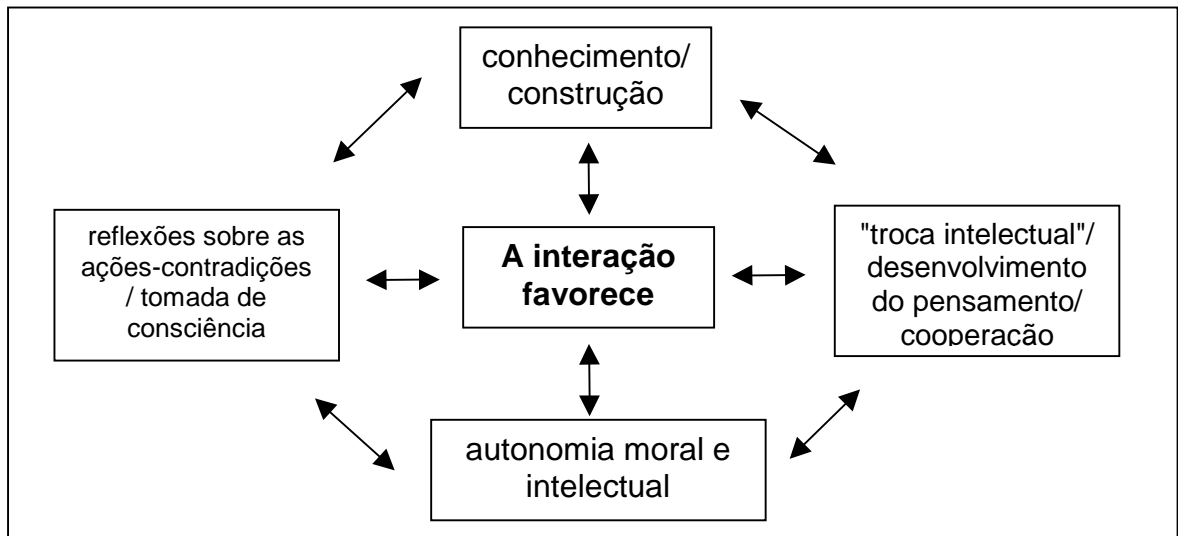 conhecimento/
construção
reflexões sobre as
ações-contradições
/ tomada de
consciência
A interação
favorece
"troca intelectual"/
desenvolvimento
do pensamento/
cooperação
autonomia moral e
intelectual